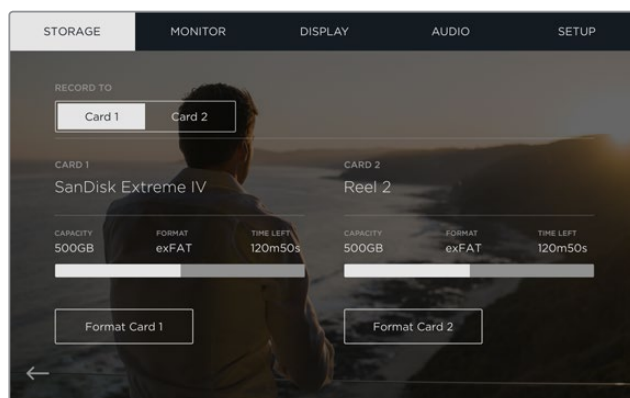 STORAGE MONITOR DISPLAY AUDIO SETUP
RECORD TO
Card 1 Card 2
CARD 1 CARD 2
SanDisk Extreme IV Reel 2
CAPACITY FORMAT TIME LEFT CAPACITY FORMAT TIME LEFT
500GB exFAT 120m50s 500GB exFAT 120m50s
Format Card 1 Format Card 2